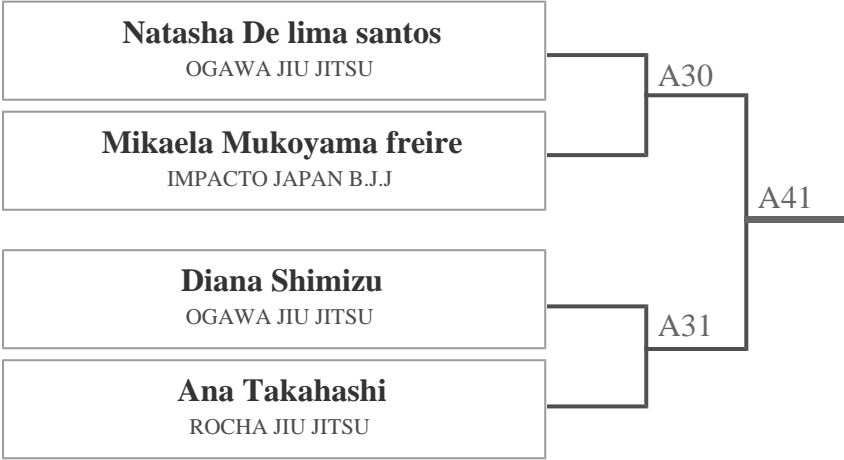 Natasha De lima santos
OGAWA JIU JITSU
A30
Mikaela Mukoyama freire
IMPACTO JAPAN B.J.J
A41
Diana Shimizu
OGAWA JIU JITSU
A31
Ana Takahashi
ROCHA JIU JITSU